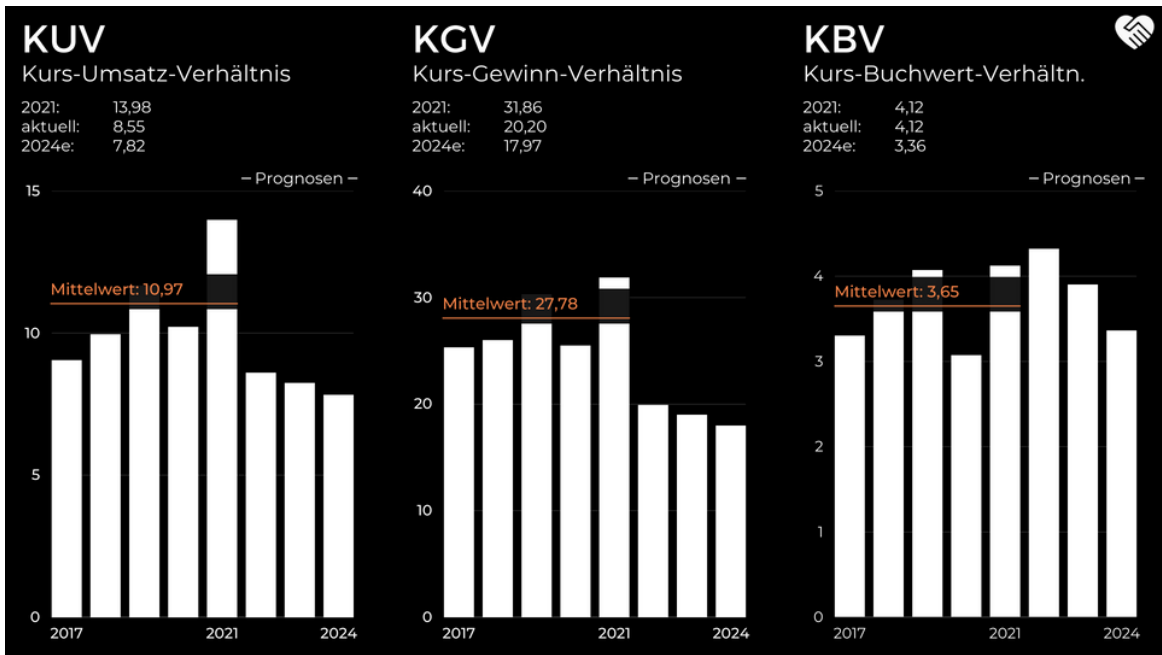 KUV
Kurs-Umsatz-Verhältnis
2021: 13,98
aktuell: 8,55
2024e: 7,82
– Prognosen –
15
Mittelwert: 10,97
10
5
0
2017 2021 2024
KGV
Kurs-Gewinn-Verhältnis
2021: 31,86
aktuell: 20,20
2024e: 17,97
– Prognosen –
40
30
Mittelwert: 27,78
20
10
0
2017 2021 2024
KBV
Kurs-Buchwert-Verhältn.
2021: 4,12
aktuell: 4,12
2024e: 3,36
– Prognosen –
5
4
Mittelwert: 3,65
3
2
1
0
2017 2021 2024